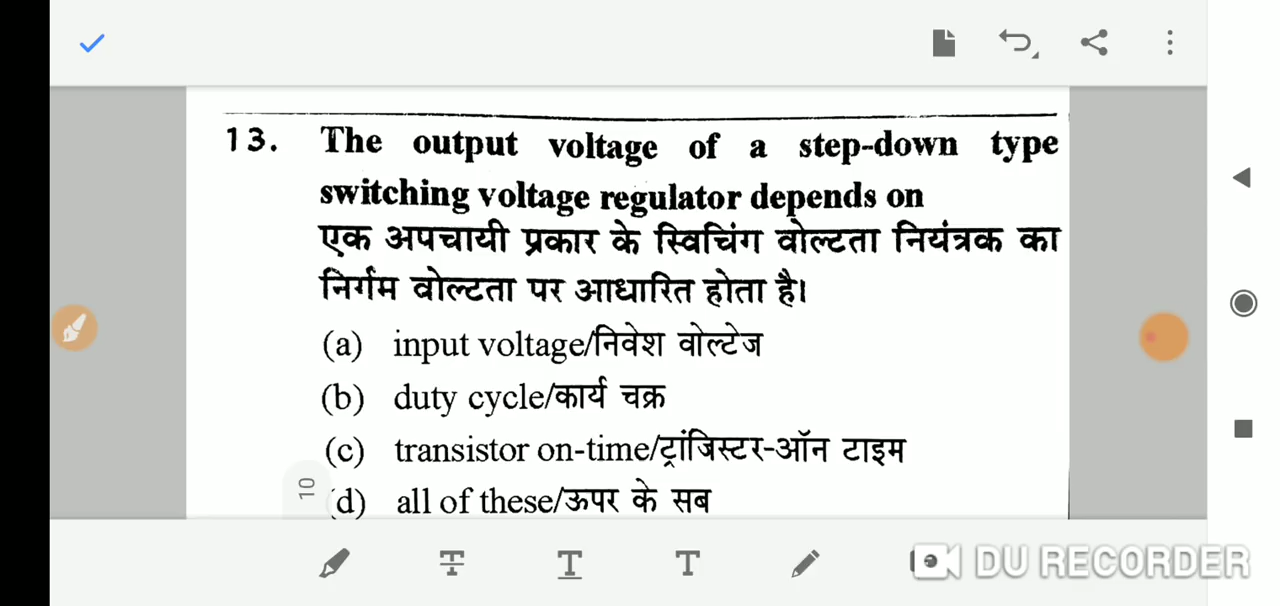 13. The output voltage of a step-down type
switching voltage regulator depends on
एक अपचायी प्रकार के स्विचिंग वोल्टता नियंत्रक का
निर्गम वोल्टता पर आधारित होता है।
(a) input voltage/निवेश वोल्टेज
(b) duty cycle/कार्य चक्र
(c) transistor on-time/ट्रांजिस्टर-ऑन टाइम
10
(d) all of these/ऊपर के सब
T T T
DU RECORDER